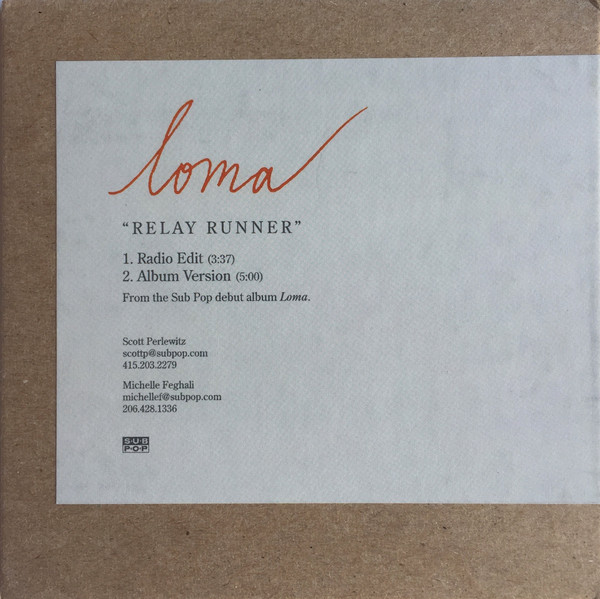 loma
“RELAY RUNNER”
1. Radio Edit (3:37)
2. Album Version (5:00)
From the Sub Pop debut album Loma.
Scott Perlewitz
scottp@subpop.com
415.203.2279
Michelle Feghali
michellef@subpop.com
206.428.1336
SUB
POP